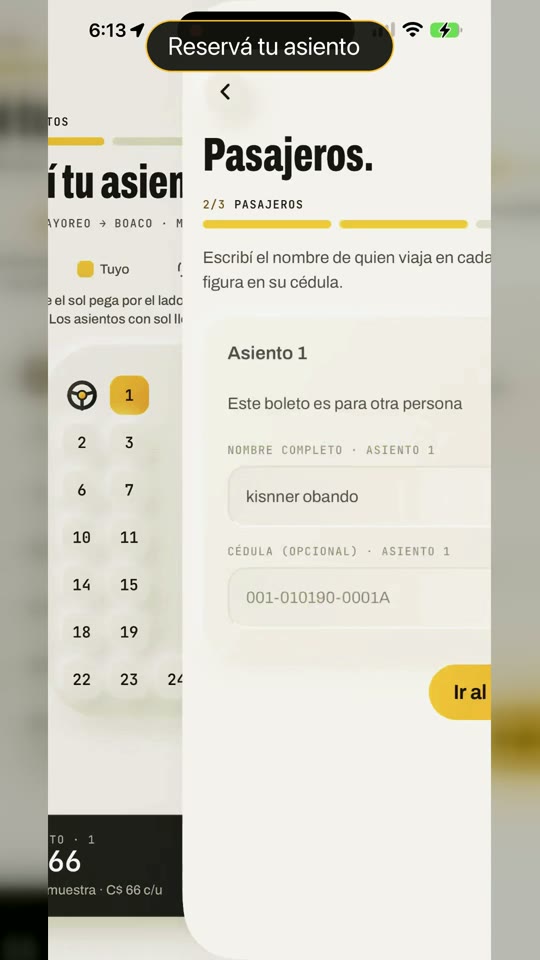 6:13
Reservá tu asiento
TOS
í tu asien
AYOREO → BOACO · M
Tuyo
e el sol pega por el lado
Los asientos con sol ll
1
2 3
6 7
10 11
14 15
18 19
22 23 24
TO · 1
66
muestra · C$ 66 c/u
Pasajeros.
2/3 PASAJEROS
Escribí el nombre de quien viaja en cada
figura en su cédula.
Asiento 1
Este boleto es para otra persona
NOMBRE COMPLETO · ASIENTO 1
kisnner obando
CÉDULA (OPCIONAL) · ASIENTO 1
001-010190-0001A
Ir al